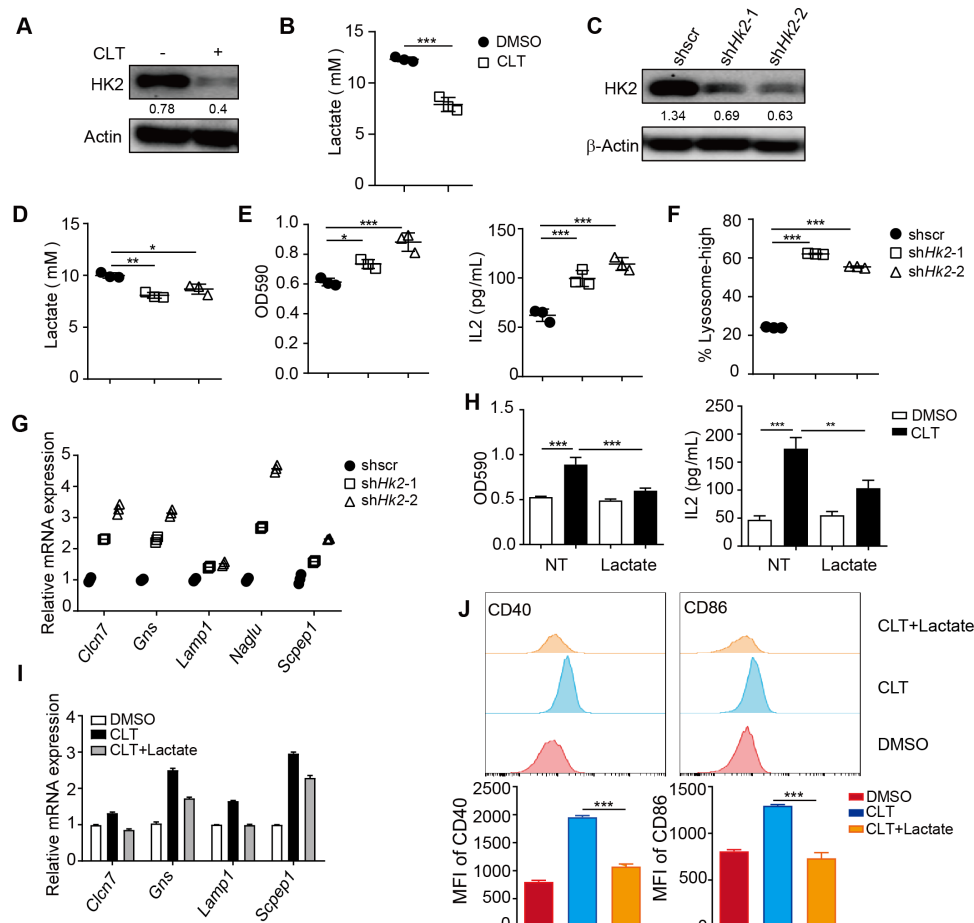 A
CLT - +
HK2
0.78 0.4
Actin
B
Lactate ( mM)
15
10
5
0
***
DMSO
CLT
C
shscr shHk2-1 shHk2-2
HK2
1.34 0.69 0.63
β-Actin
D
Lactate ( mM)
15
10
5
0
*
**
E
OD590
1.0
0.8
0.6
0.4
0.2
0.0
***
*
IL2 (pg/mL)
150
100
50
0
***
***
F
% Lysosome-high
80
60
40
20
0
***
***
shscr
shHk2-1
shHk2-2
G
Relative mRNA expression
5
4
3
2
1
0
shscr
shHk2-1
shHk2-2
Clcn7 Gns Lamp1 Naglu Scpep1
H
OD590
1.5
1.0
0.5
0.0
*** ***
NT Lactate
IL2 (pg/mL)
250
200
150
100
50
0
*** **
NT Lactate
DMSO
CLT
I
Relative mRNA expression
4
3
2
1
0
DMSO
CLT
CLT+Lactate
Clcn7 Gns Lamp1 Scpep1
J
CD40 CD86
CLT+Lactate
CLT
DMSO
MFI of CD40
2500
2000
1500
1000
500
0
***
MFI of CD86
1500
1000
500
0
***
DMSO
CLT
CLT+Lactate